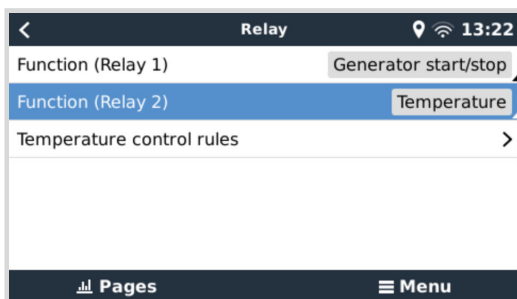 Relay 13:22
Function (Relay 1) Generator start/stop
Function (Relay 2) Temperature
Temperature control rules
Pages Menu